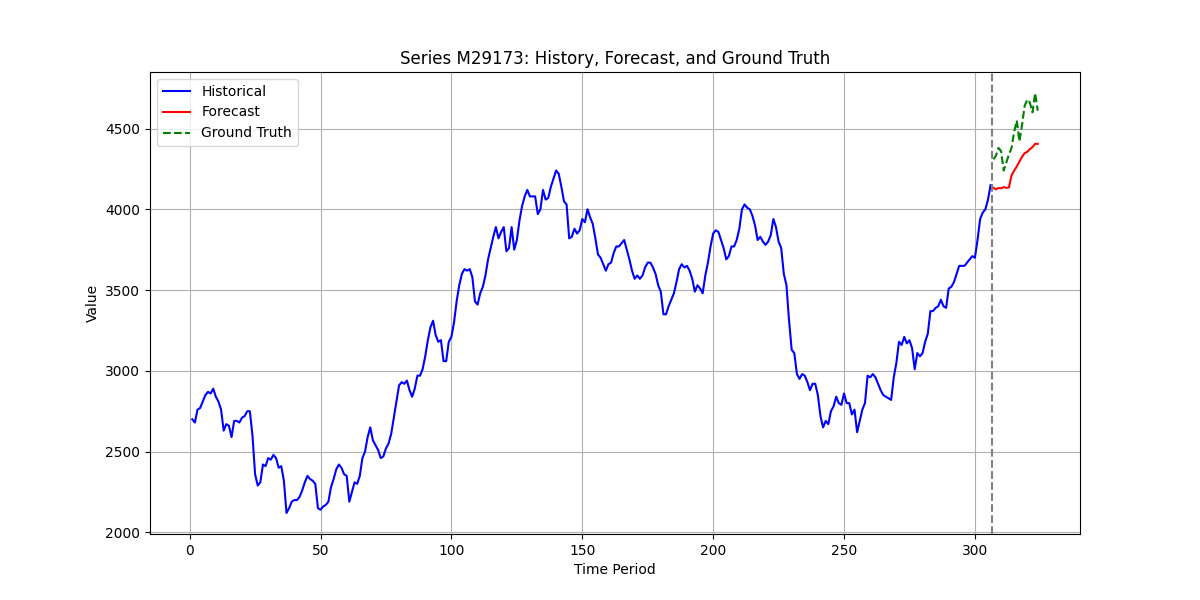 Series M29173: History, Forecast, and Ground Truth
Historical
Forecast
Ground Truth
Value
4500
4000
3500
3000
2500
2000
0 50 100 150 200 250 300
Time Period